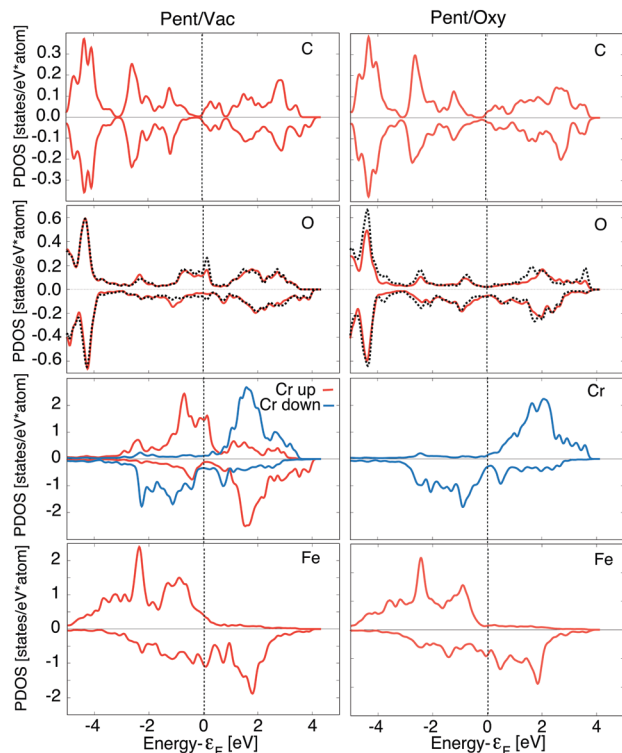 Pent/Vac
Pent/Oxy
PDOS [states/eV*atom]
0.3
0.2
0.1
0.0
-0.1
-0.2
-0.3
C
C
PDOS [states/eV*atom]
0.6
0.4
0.2
0.0
-0.2
-0.4
-0.6
O
O
PDOS [states/eV*atom]
2
1
0
-1
-2
Cr up
Cr down
Cr
PDOS [states/eV*atom]
2
1
0
-1
-2
Fe
Fe
-4 -2 0 2 4
-4 -2 0 2 4
Energy-εF [eV]
Energy-εF [eV]